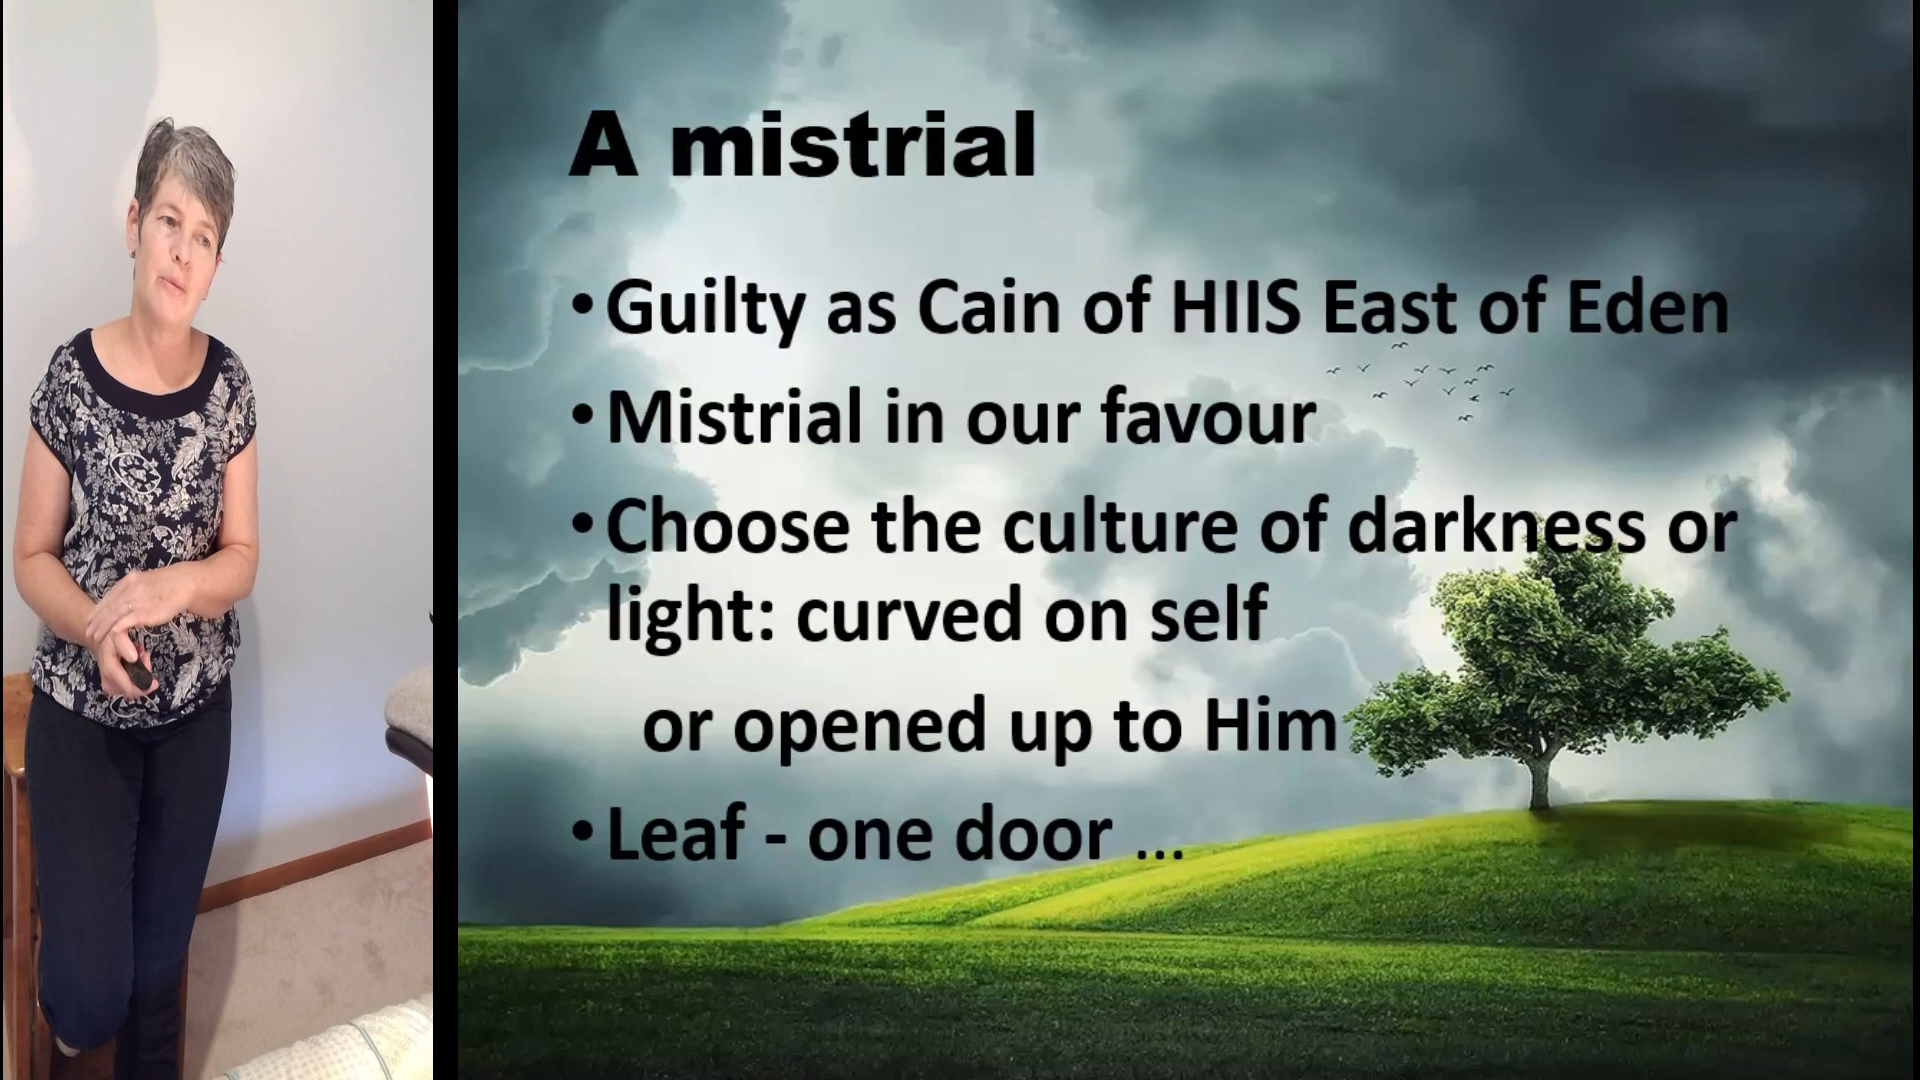 A mistrial
• Guilty as Cain of HIIS East of Eden
• Mistrial in our favour
• Choose the culture of darkness or
light: curved on self
or opened up to Him
• Leaf - one door ...